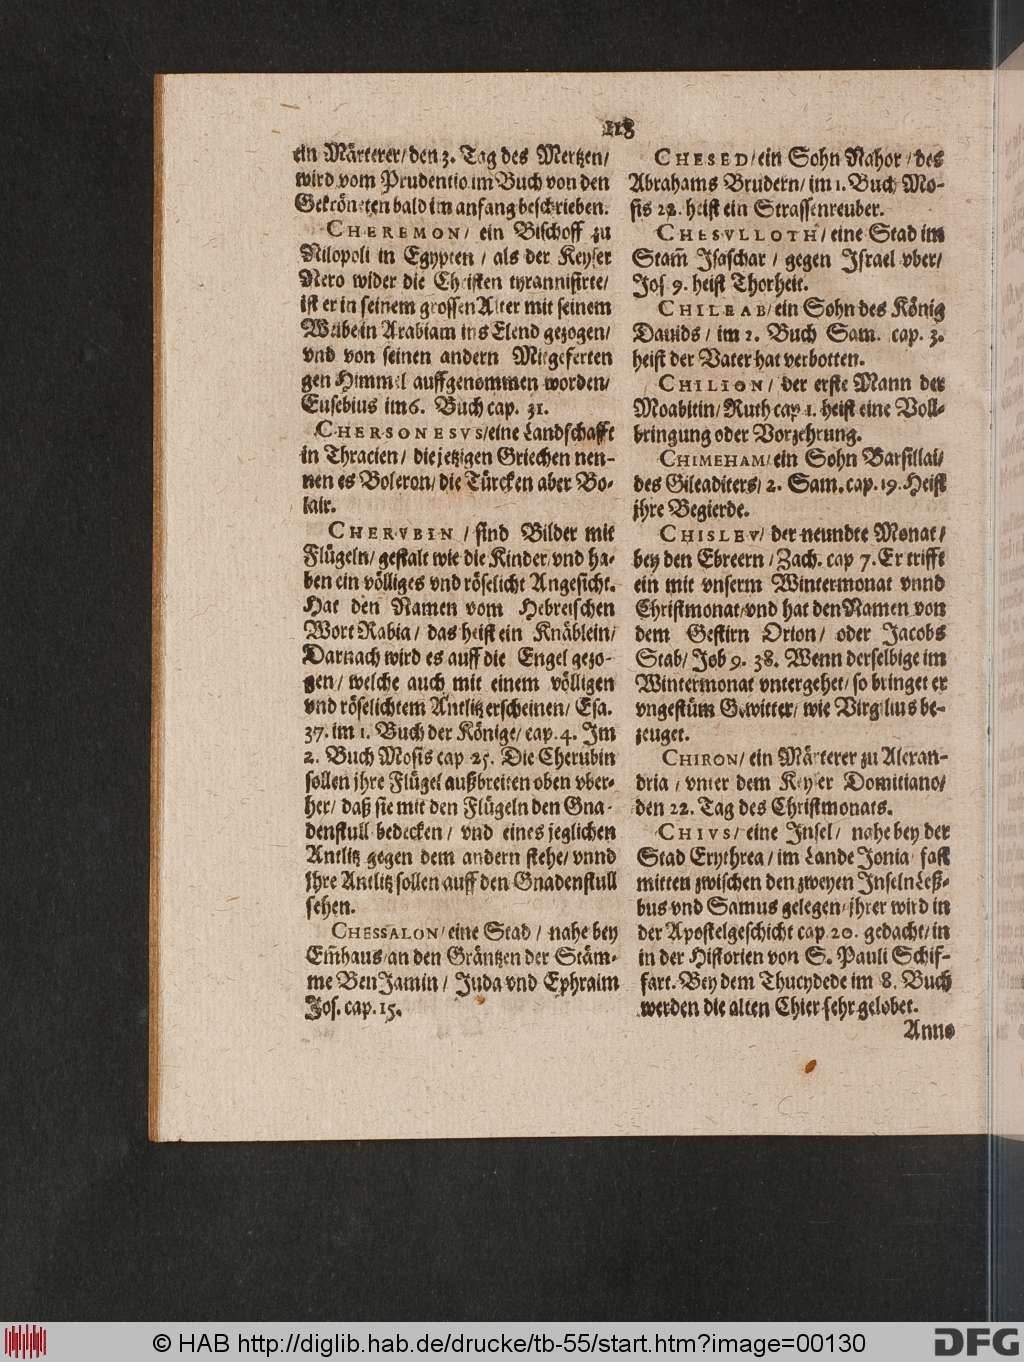 118
ein Märterer/ den 3. Tag des Mertzen/
wird vom Prudentio im Buch von den
Gekröneten bald im anfang beschrieben.
CHEREMON/ ein Bischoff zu
Nilopoli in Egypten / als der Keyser
Nero wider die Christen tyrannisirte/
ist er in seinem grossen Alter mit seinem
Weibe in Arabiam ins Elend gezogen/
vnd von seinen andern Mitgeferten
gen Himmel auffgenommen worden/
Eusebius im 6. Buch cap. 31.
CHERSONESVS/ eine Landschafft
in Thracien/ die jetzigen Griechen nen-
nen es Boleron/ die Türcken aber Bo-
lair.
CHERVBIN / sind Bilder mit
Flügeln/ gestalt wie die Kinder/ vnd ha-
ben ein völliges vnd röselicht Angesicht.
Hat den Namen vom Hebreischen
Wort Rabia/ das heist ein Knäblein/
Darnach wird es auff die Engel gezo-
gen/ welche auch mit einem völligen
vnd röselichtem Antlitz erscheinen/ Esa.
37. im 1. Buch der Könige/ cap. 4. Im
2. Buch Mosis cap 25. Die Cherubin
sollen jhre Flügel außbreiten oben vber-
her/ daß sie mit den Flügeln den Gna-
denstull bedecken/ vnd eines jeglichen
Antlitz gegen dem andern stehe/ vnnd
jhre Antlitz sollen auff den Gnadenstull
sehen.
CHESSALON/ eine Stad / nahe bey
Em̃haus/ an den Gräntzen der Stäm-
me BenJamin / Juda vnd Ephraim
Jos. cap. 15.
CHESED/ ein Sohn Nahor / des
Abrahams Brudern/ im 1. Buch Mo-
sis 22. heist ein Strassenreuber.
CHESVLLOTH/ eine Stad im
Stam̃ Isaschar / gegen Israel vber/
Jos 9. heist Thorheit.
CHILEAB/ ein Sohn des König
Dauids / im 2. Buch Sam. cap. 3.
heist der Vater hat verbotten.
CHILION/ der erste Mann der
Moabitin/ Ruth cap 1. heist eine Voll-
bringung oder Vorzehrung.
CHIMEHAM/ ein Sohn Barsillai/
des Gileaditers/ 2. Sam. cap. 19. Heist
jhre Begierde.
CHISLEV/ der neundte Monat/
bey den Ebreern / Zach. cap 7. Er trifft
ein mit vnserm Wintermonat vnnd
Christmonat/ vnd hat den Namen von
dem Gestirn Orion/ oder Jacobs
Stab/ Job 9. 38. Wenn derselbige im
Wintermonat vntergehet/ so bringet er
vngestüm Gewitter/ wie Virgilius be-
zeuget.
CHIRON/ ein Märterer zu Alexan-
dria / vnter dem Keyser Domitiano/
den 22. Tag des Christmonats.
CHIVS/ eine Insel/ nahe bey der
Stad Erythrea / im Lande Jonia/ fast
mitten zwischen den zweyen Inseln Leß-
bus vnd Samus gelegen/ jhrer wird in
der Apostelgeschicht cap. 20. gedacht/ in
in der Historien von S. Pauli Schif-
fart. Bey dem Thucydede im 8. Buch
werden die alten Chier sehr gelobet.
Anno
© HAB http://diglib.hab.de/drucke/tb-55/start.htm?image=00130
DFG